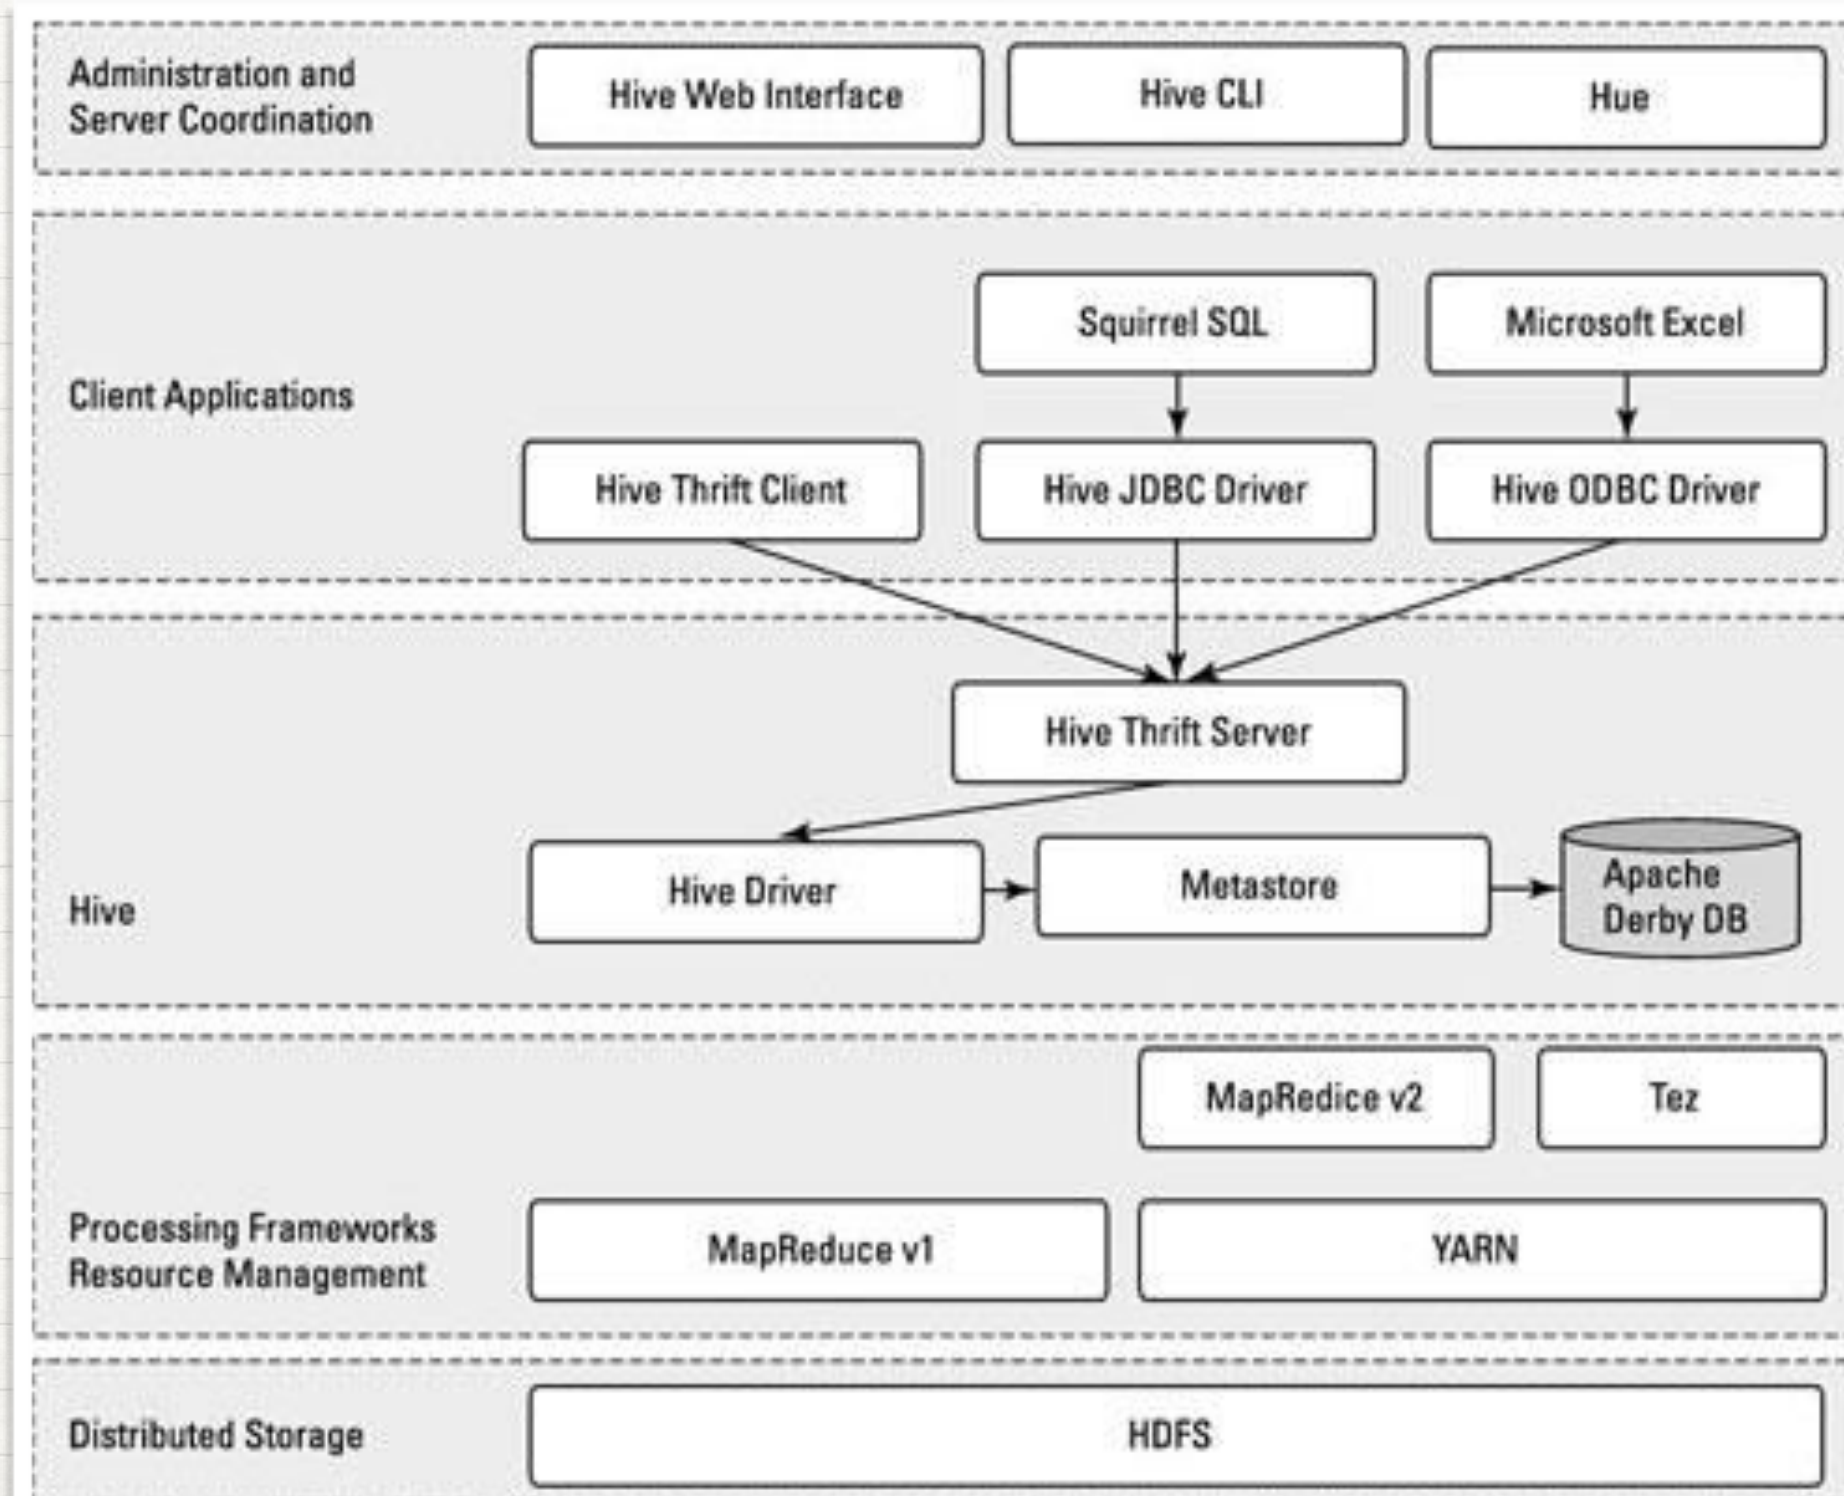 Administration and
Server Coordination
Hive Web Interface
Hive CLI
Hue
Client Applications
Squirrel SQL
Microsoft Excel
Hive Thrift Client
Hive JDBC Driver
Hive ODBC Driver
Hive
Hive Thrift Server
Hive Driver
Metastore
Apache
Derby DB
Processing Frameworks
Resource Management
MapRedice v2
Tez
MapReduce v1
YARN
Distributed Storage
HDFS